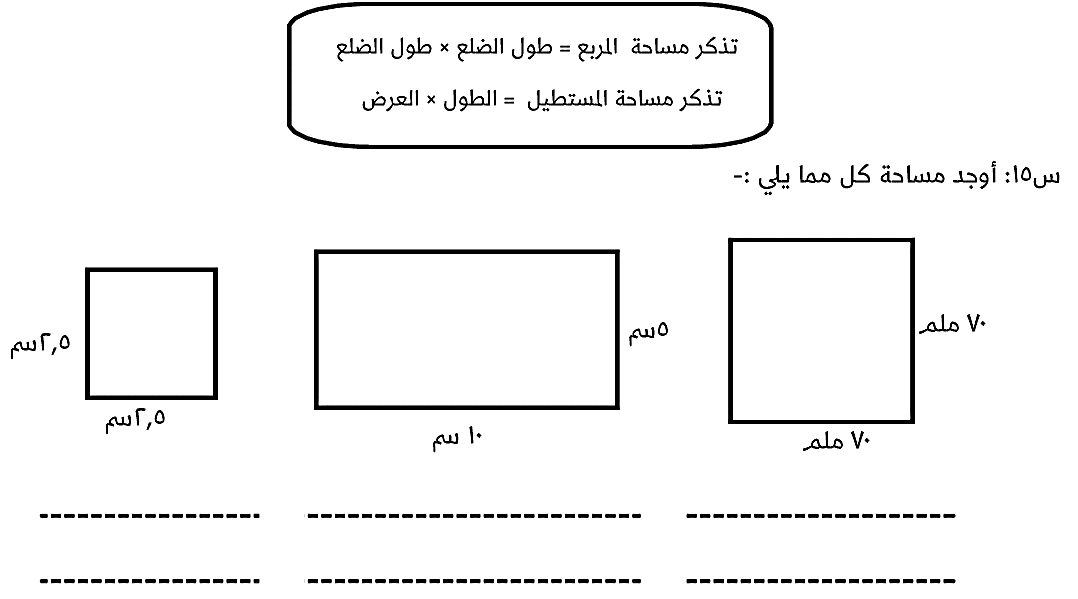 تذكر مساحة المربع = طول الضلع × طول الضلع
تذكر مساحة المستطيل = الطول × العرض
س١٥: أوجد مساحة كل مما يلي :-
٧٠ ملم
٧٠ ملم
٥سم
١٠ سم
٢,٥سم
٢,٥سم